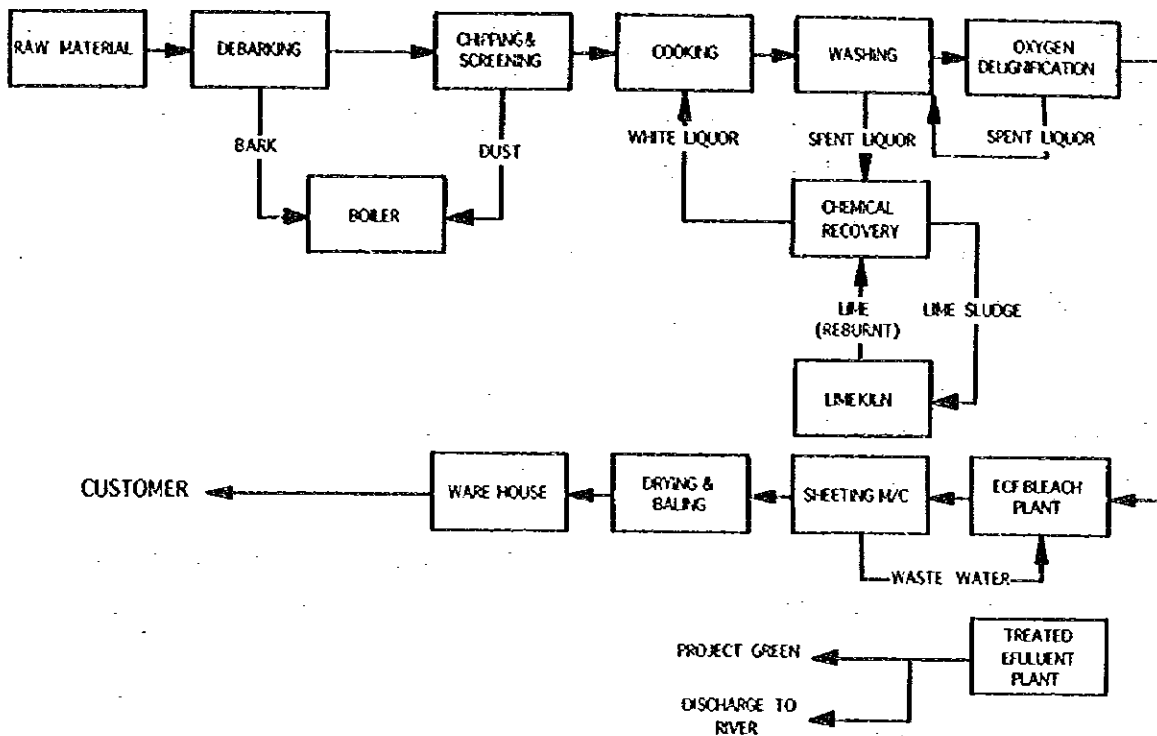 RAW MATERIAL
DEBARKING
CHIPPING &
SCREENING
COOKING
WASHING
OXYGEN
DELIGNIFICATION
BARK
DUST
WHITE LIQUOR
SPENT LIQUOR
SPENT LIQUOR
BOILER
CHEMICAL
RECOVERY
LIME
(REBURNT)
LIME SLUDGE
LIME KILN
CUSTOMER
WARE HOUSE
DRYING &
BALING
SHEETING M/C
ECF BLEACH
PLANT
WASTE WATER
TREATED
EFULUENT
PLANT
PROJECT GREEN
DISCHARGE TO
RIVER